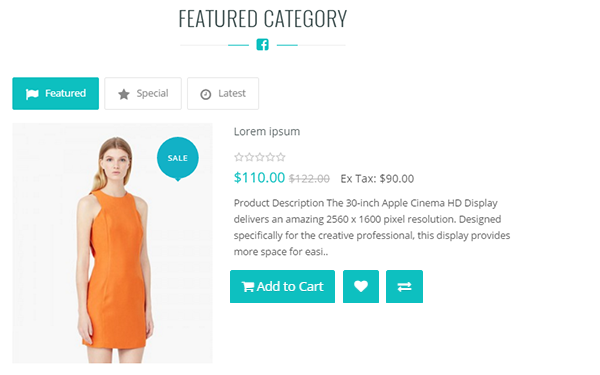 FEATURED CATEGORY
Featured
Special
Latest
SALE
Lorem ipsum
$110.00 $122.00 Ex Tax: $90.00
Product Description The 30-inch Apple Cinema HD Display
delivers an amazing 2560 x 1600 pixel resolution. Designed
specifically for the creative professional, this display provides
more space for easi..
Add to Cart